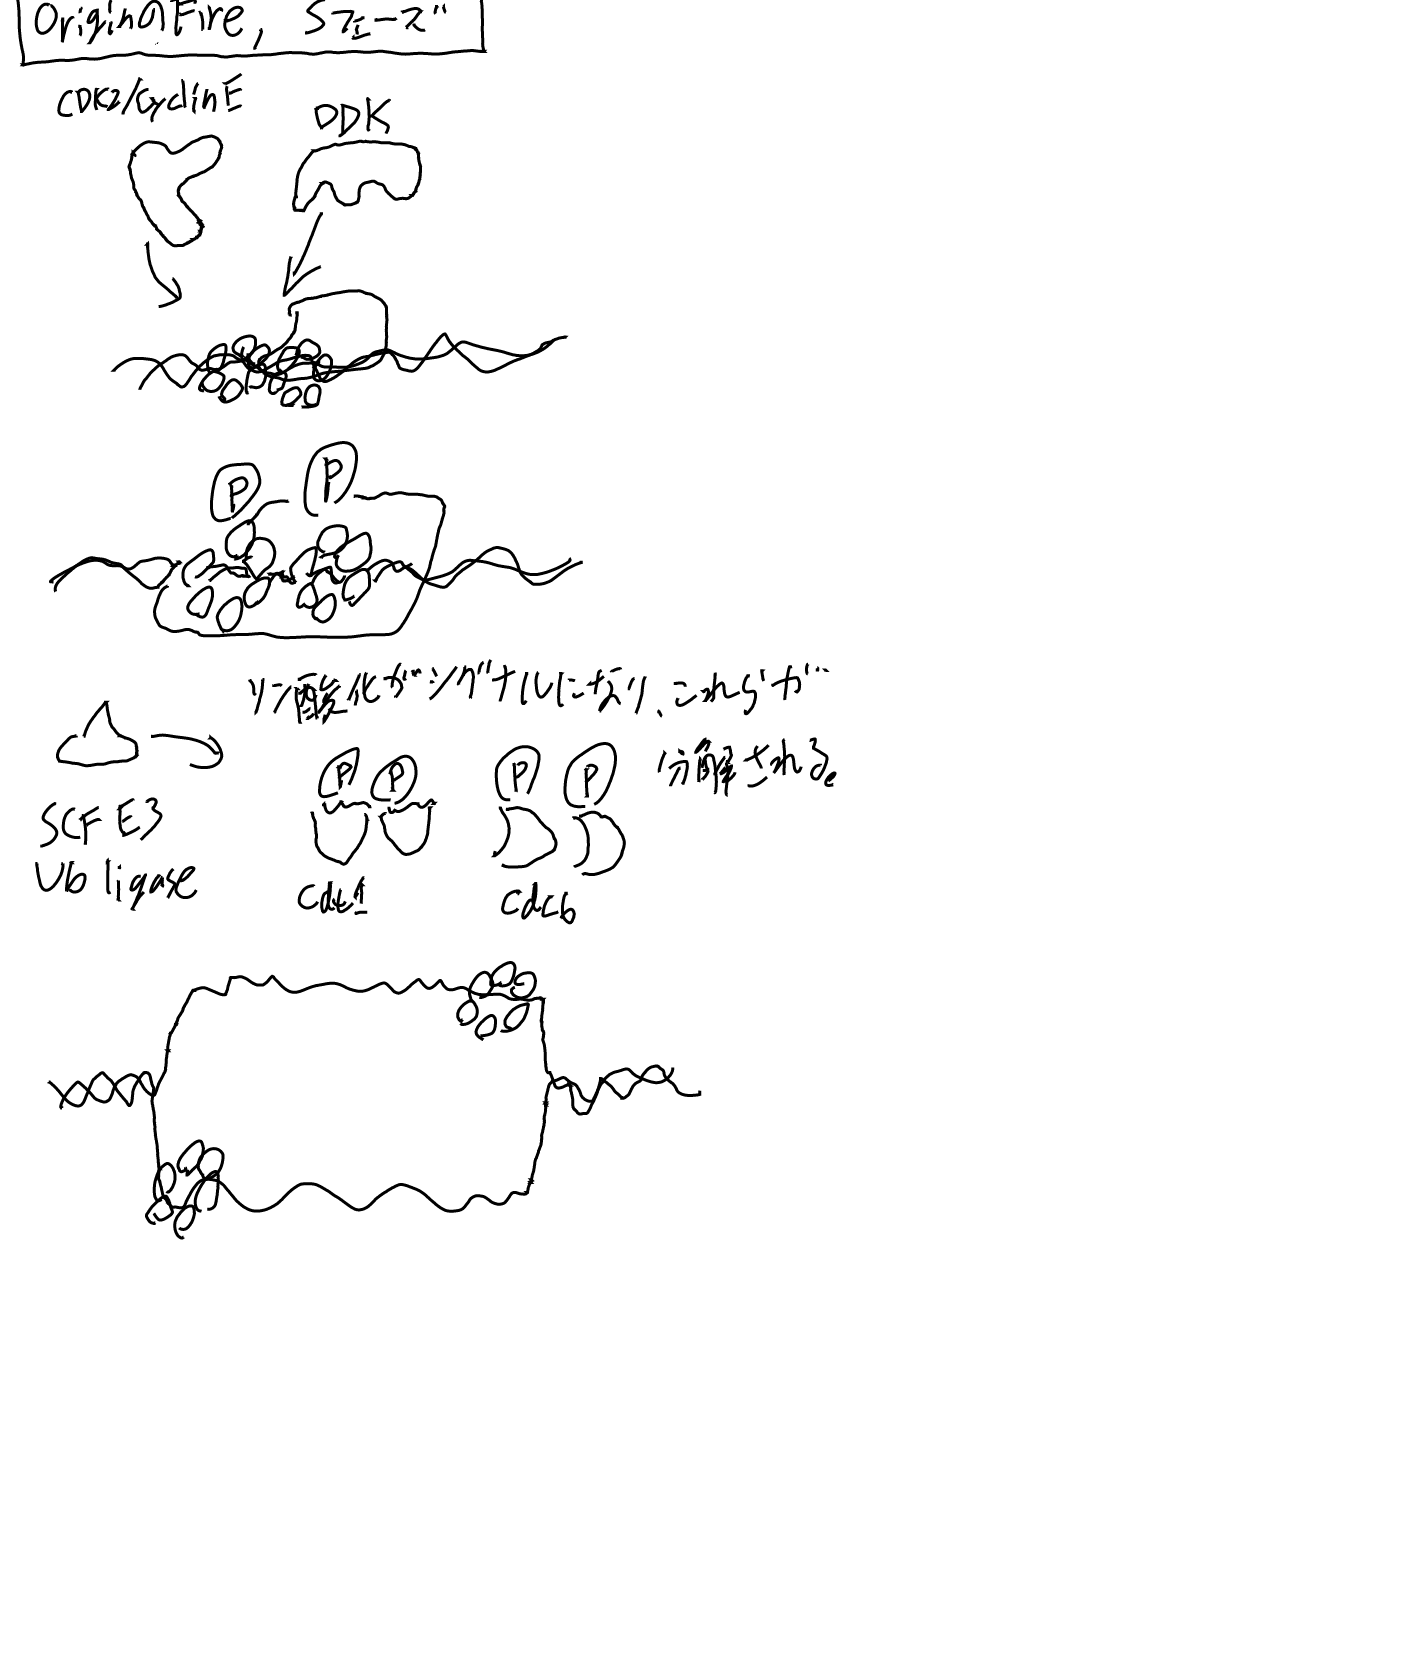 OriginのFire, Sフェーズ
CDK2/CyclinE
DDK
P P
リン酸化がシグナルになり、これらが
分解される。
P P P P
SCF E3
Ub ligase
Cdt1
Cdc6